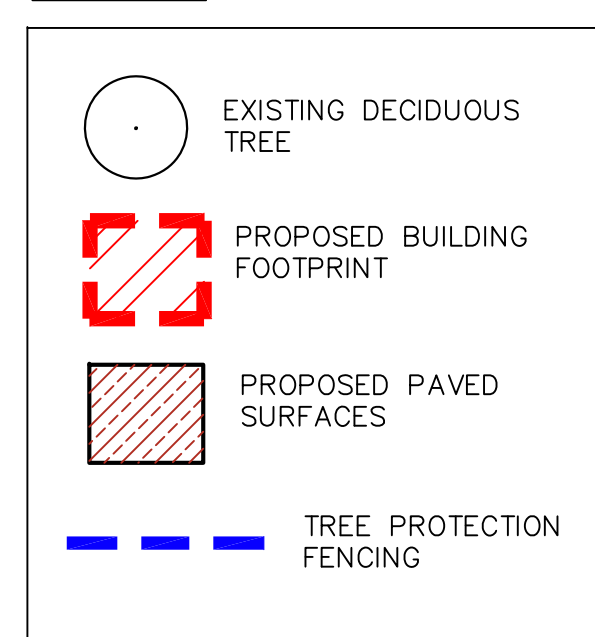 EXISTING DECIDUOUS
TREE
PROPOSED BUILDING
FOOTPRINT
PROPOSED PAVED
SURFACES
TREE PROTECTION
FENCING